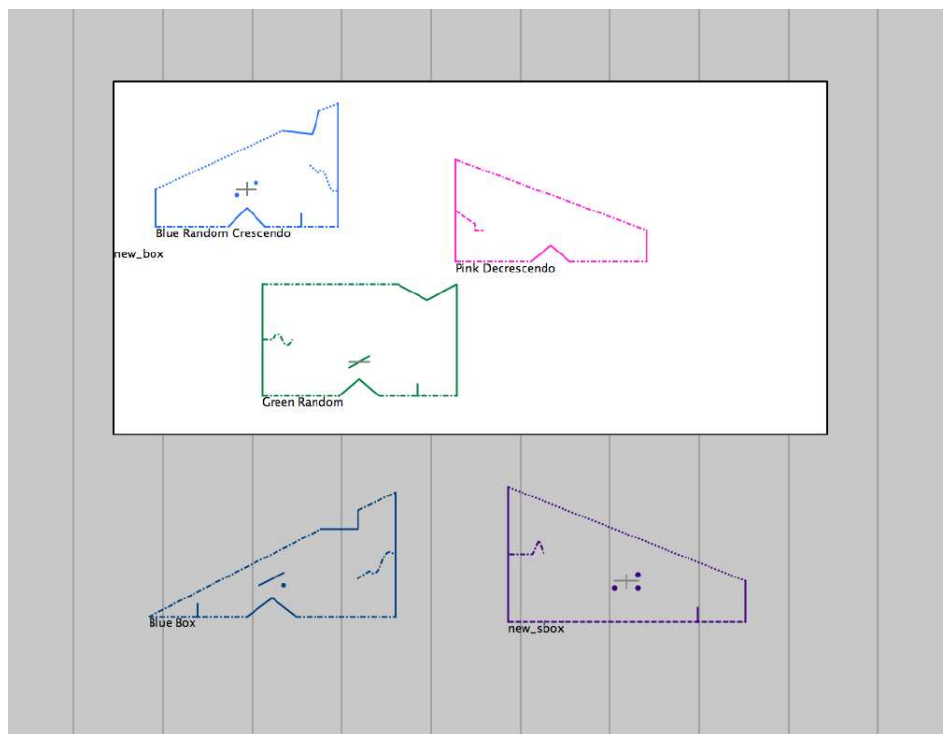 Blue Random Crescendo
new_box
Pink Decrescendo
Green Random
Blue Box
new_sbox